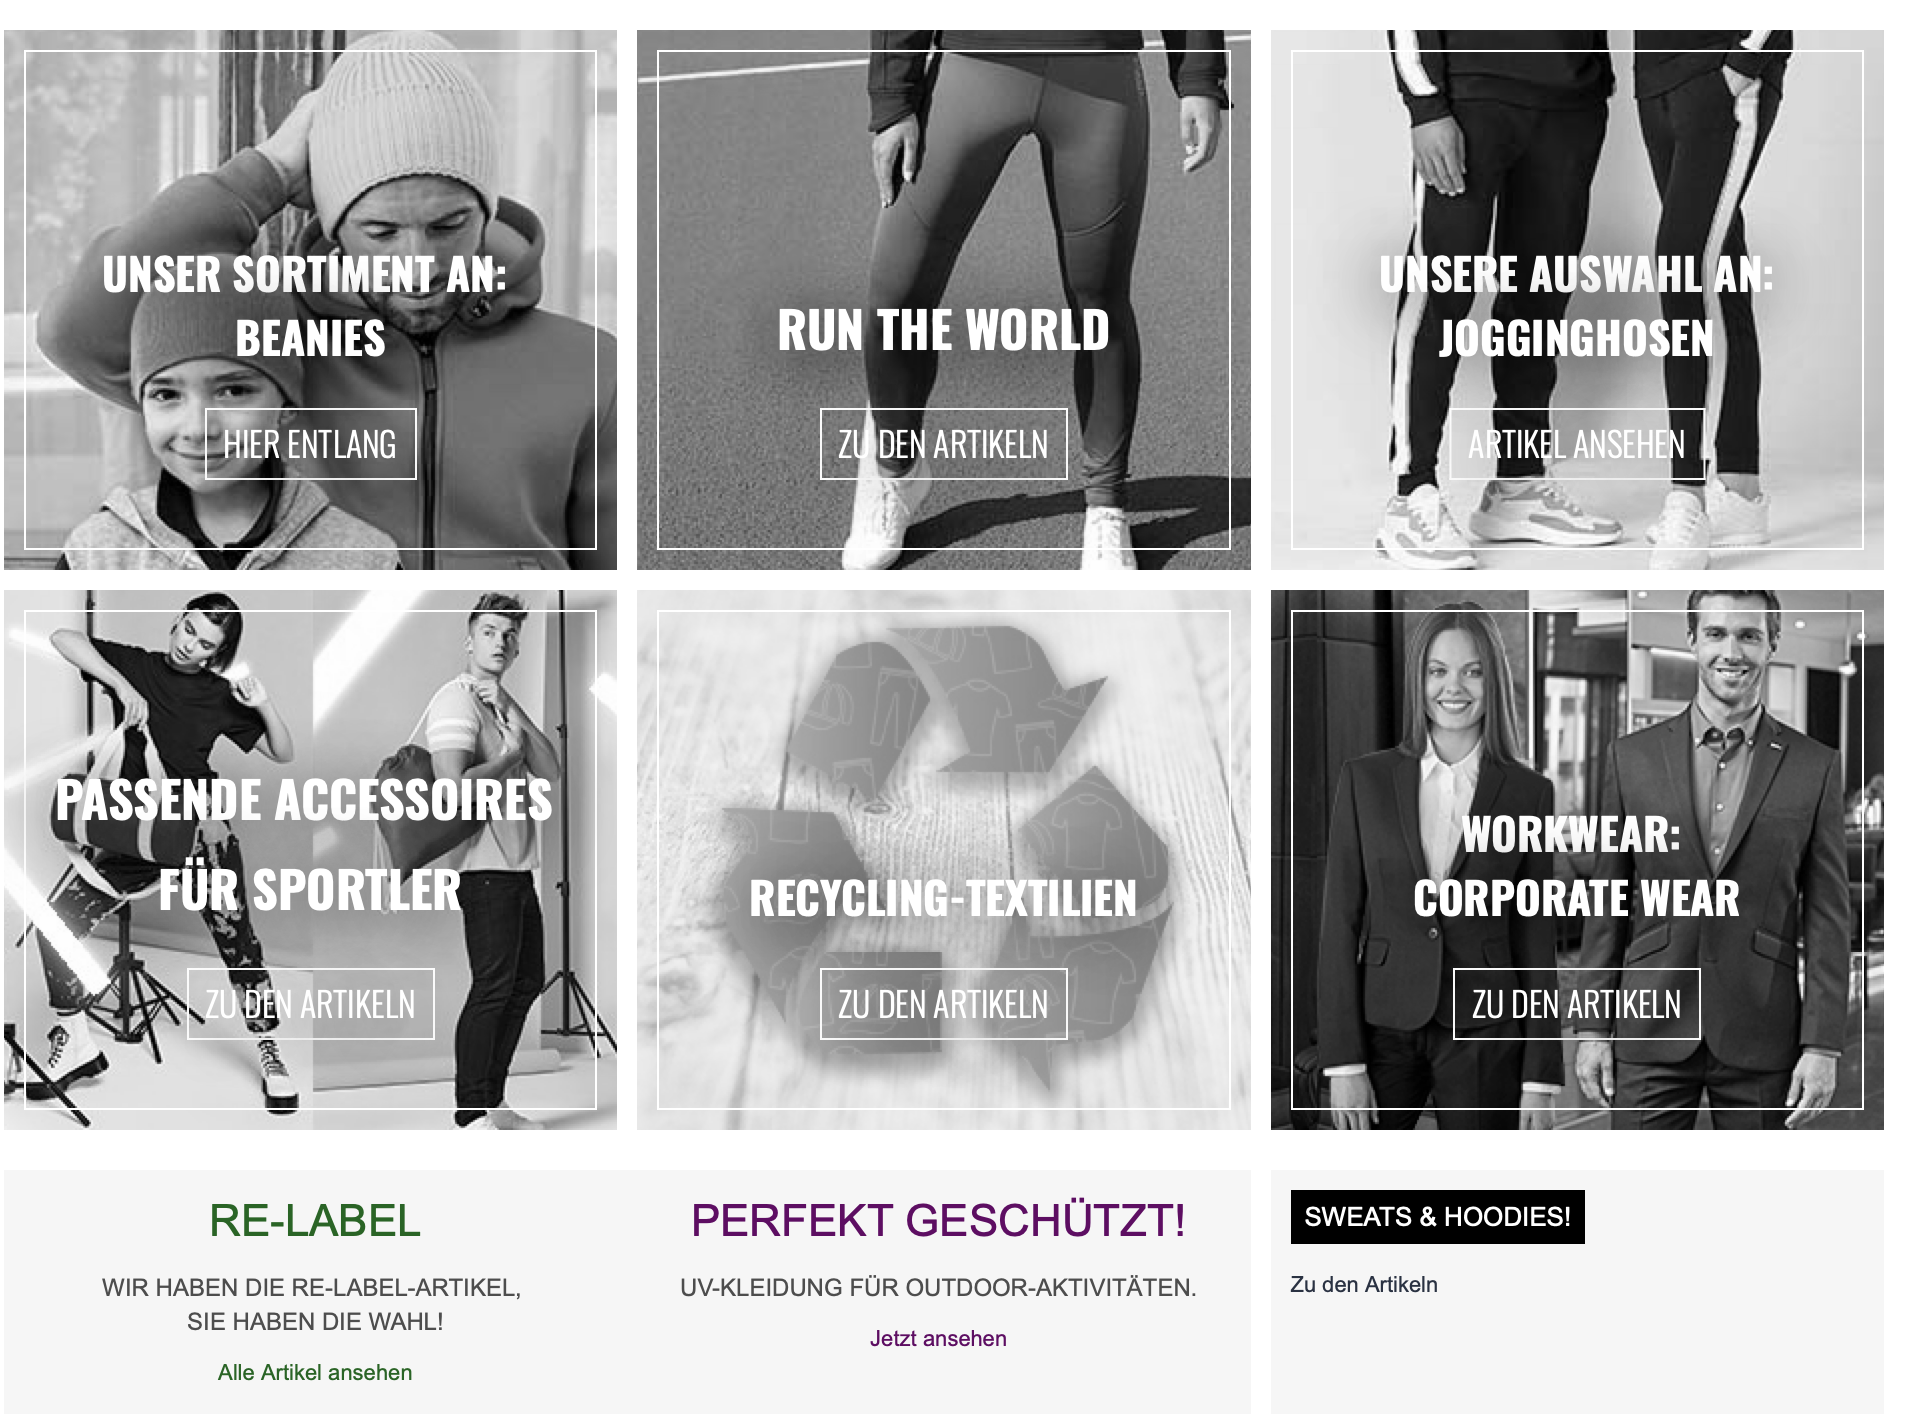 UNSER SORTIMENT AN:
BEANIES
HIER ENTLANG
RUN THE WORLD
ZU DEN ARTIKELN
UNSERE AUSWAHL AN:
JOGGINGHOSEN
ARTIKEL ANSEHEN
PASSENDE ACCESSOIRES
FÜR SPORTLER
ZU DEN ARTIKELN
RECYCLING-TEXTILIEN
ZU DEN ARTIKELN
WORKWEAR:
CORPORATE WEAR
ZU DEN ARTIKELN
RE-LABEL
WIR HABEN DIE RE-LABEL-ARTIKEL,
SIE HABEN DIE WAHL!
Alle Artikel ansehen
PERFEKT GESCHÜTZT!
UV-KLEIDUNG FÜR OUTDOOR-AKTIVITÄTEN.
Jetzt ansehen
SWEATS & HOODIES!
Zu den Artikeln